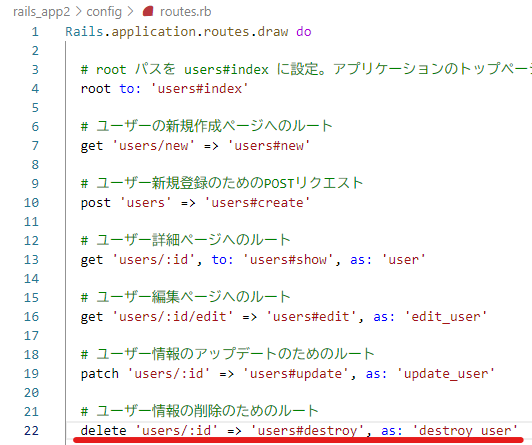 rails_app2 > config > routes.rb
1 Rails.application.routes.draw do
2
3 # root パスを users#index に設定。アプリケーションのトップペー
4 root to: 'users#index'
5
6 # ユーザーの新規作成ページへのルート
7 get 'users/new' => 'users#new'
8
9 # ユーザー新規登録のためのPOSTリクエスト
10 post 'users' => 'users#create'
11
12 # ユーザー詳細ページへのルート
13 get 'users/:id', to: 'users#show', as: 'user'
14
15 # ユーザー編集ページへのルート
16 get 'users/:id/edit' => 'users#edit', as: 'edit_user'
17
18 # ユーザー情報のアップデートのためのルート
19 patch 'users/:id' => 'users#update', as: 'update_user'
20
21 # ユーザー情報の削除のためのルート
22 delete 'users/:id' => 'users#destroy', as: 'destroy_user'